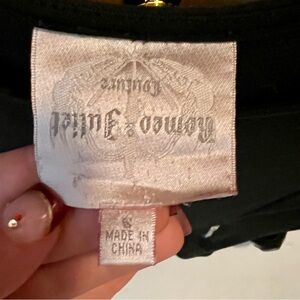 Romeo & Juliet
Couture
S
MADE IN
CHINA